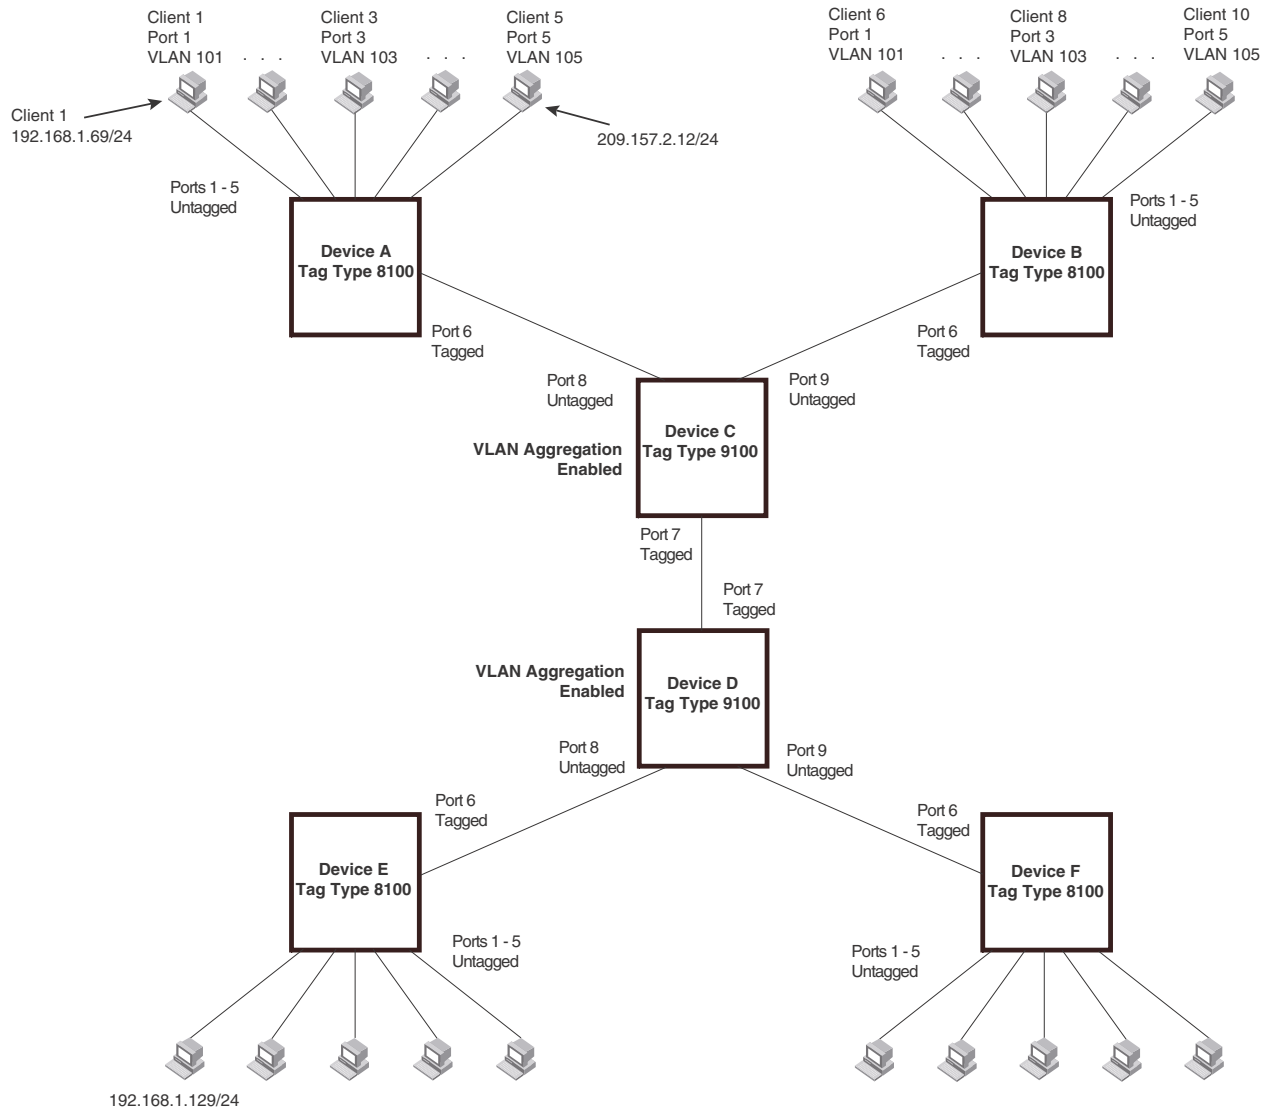 Client 1
Port 1
VLAN 101 . . .
Client 3
Port 3
VLAN 103 . . .
Client 5
Port 5
VLAN 105
Client 6
Port 1
VLAN 101 . . .
Client 8
Port 3
VLAN 103 . . .
Client 10
Port 5
VLAN 105
Client 1
192.168.1.69/24
209.157.2.12/24
Ports 1 - 5
Untagged
Ports 1 - 5
Untagged
Device A
Tag Type 8100
Device B
Tag Type 8100
Port 6
Tagged
Port 6
Tagged
Port 8
Untagged
Port 9
Untagged
VLAN Aggregation
Enabled
Device C
Tag Type 9100
Port 7
Tagged
Port 7
Tagged
VLAN Aggregation
Enabled
Device D
Tag Type 9100
Port 8
Untagged
Port 9
Untagged
Port 6
Tagged
Port 6
Tagged
Device E
Tag Type 8100
Device F
Tag Type 8100
Ports 1 - 5
Untagged
Ports 1 - 5
Untagged
192.168.1.129/24